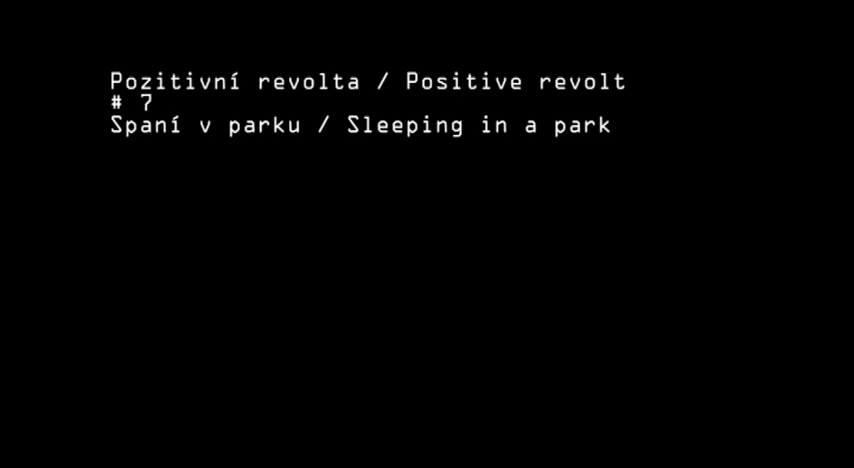 Pozitivní revolta / Positive revolt
# 7
Spaní v parku / Sleeping in a park